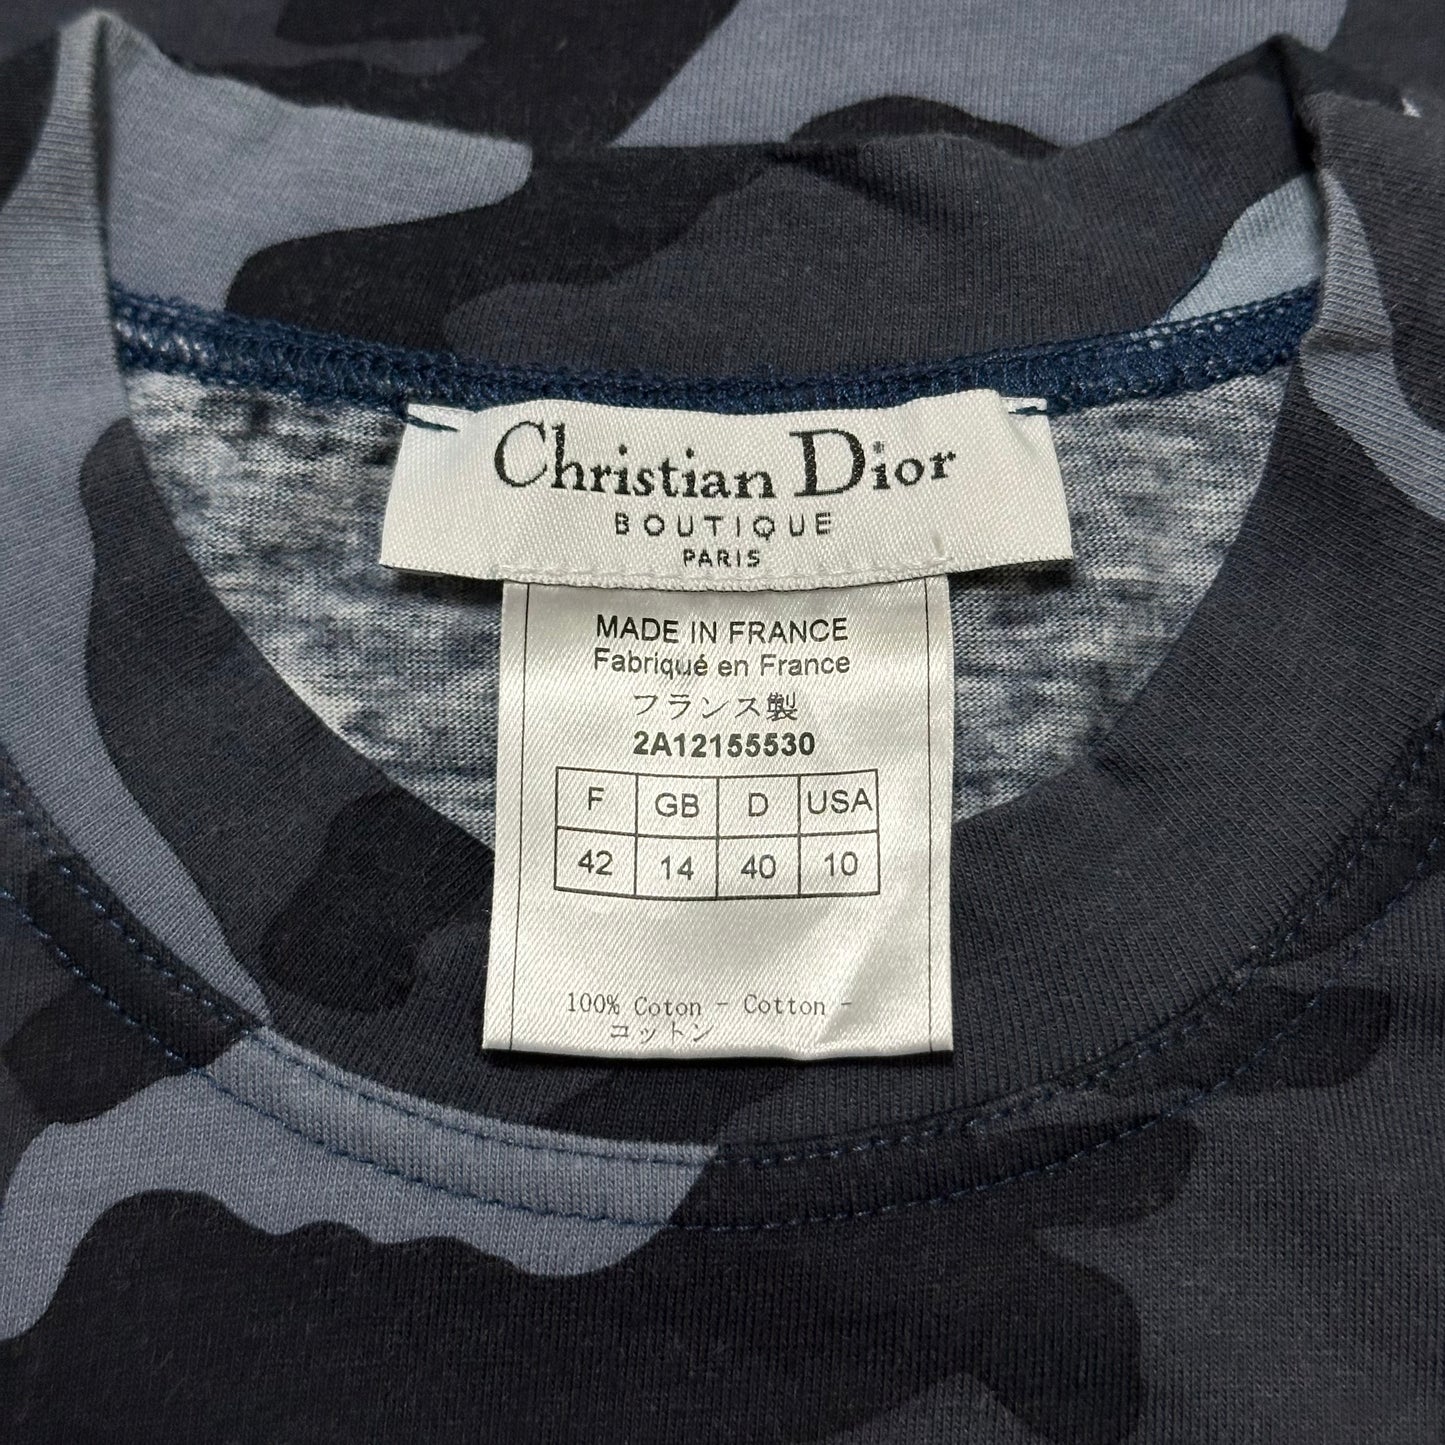 Christian Dior
BOUTIQUE
PARIS
MADE IN FRANCE
Fabriqué en France
フランス製
2A12155530
F GB D USA
42 14 40 10
100% Coton - Cotton -
コットン